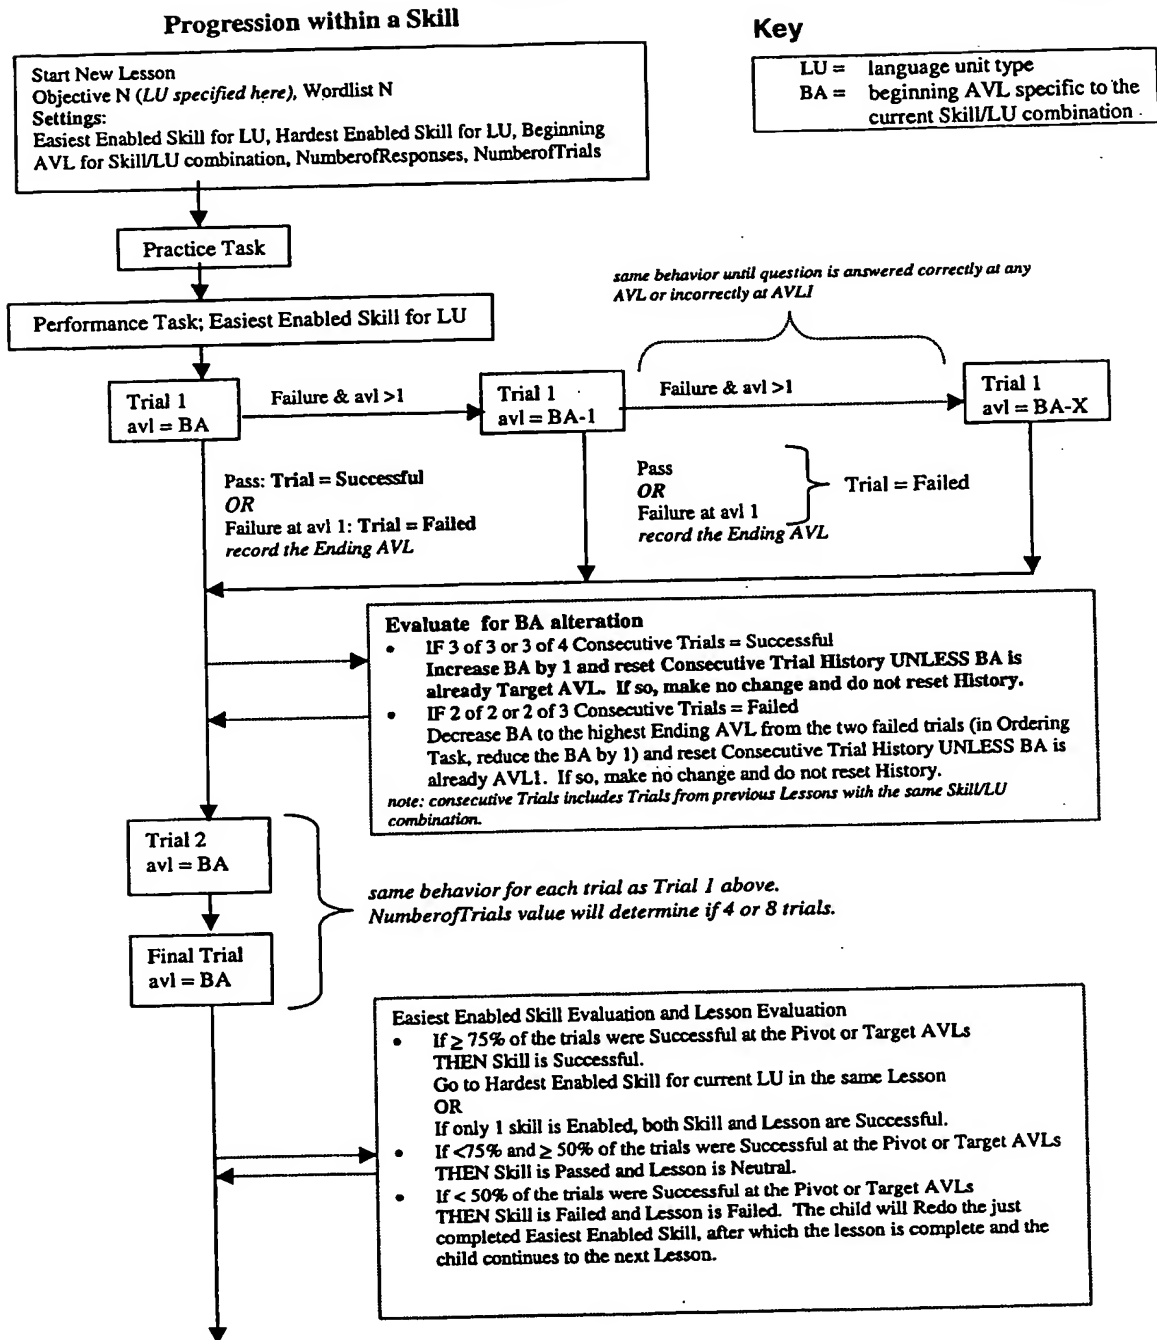 Progression within a Skill
Key
LU = language unit type
BA = beginning AVL specific to the
current Skill/LU combination
Start New Lesson
Objective N (LU specified here), Wordlist N
Settings:
Easiest Enabled Skill for LU, Hardest Enabled Skill for LU, Beginning
AVL for Skill/LU combination, NumberofResponses, NumberofTrials
Practice Task
Performance Task; Easiest Enabled Skill for LU
same behavior until question is answered correctly at any
AVL or incorrectly at AVL1
Trial 1
avl = BA
Failure & avl >1
Trial 1
avl = BA-1
Failure & avl >1
Trial 1
avl = BA-X
Pass: Trial = Successful
OR
Failure at avl 1: Trial = Failed
record the Ending AVL
Pass
OR
Failure at avl 1
record the Ending AVL
Trial = Failed
Evaluate for BA alteration
• IF 3 of 3 or 3 of 4 Consecutive Trials = Successful
Increase BA by 1 and reset Consecutive Trial History UNLESS BA is
already Target AVL. If so, make no change and do not reset History.
• IF 2 of 2 or 2 of 3 Consecutive Trials = Failed
Decrease BA to the highest Ending AVL from the two failed trials (in Ordering
Task, reduce the BA by 1) and reset Consecutive Trial History UNLESS BA is
already AVL1. If so, make no change and do not reset History.
note: consecutive Trials includes Trials from previous Lessons with the same Skill/LU
combination.
Trial 2
avl = BA
same behavior for each trial as Trial 1 above.
NumberofTrials value will determine if 4 or 8 trials.
Final Trial
avl = BA
Easiest Enabled Skill Evaluation and Lesson Evaluation
• If ≥ 75% of the trials were Successful at the Pivot or Target AVLs
THEN Skill is Successful.
Go to Hardest Enabled Skill for current LU in the same Lesson
OR
If only 1 skill is Enabled, both Skill and Lesson are Successful.
• If <75% and ≥ 50% of the trials were Successful at the Pivot or Target AVLs
THEN Skill is Passed and Lesson is Neutral.
• If < 50% of the trials were Successful at the Pivot or Target AVLs
THEN Skill is Failed and Lesson is Failed. The child will Redo the just
completed Easiest Enabled Skill, after which the lesson is complete and the
child continues to the next Lesson.